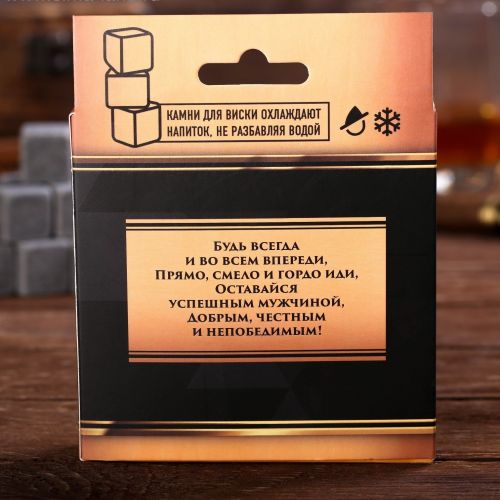 КАМНИ ДЛЯ ВИСКИ ОХЛАЖДАЮТ
НАПИТОК, НЕ РАЗБАВЛЯЯ ВОДОЙ
БУДЬ ВСЕГДА
И ВО ВСЕМ ВПЕРЕДИ,
ПРЯМО, СМЕЛО И ГОРДО ИДИ,
ОСТАВАЙСЯ
УСПЕШНЫМ МУЖЧИНОЙ,
ДОБРЫМ, ЧЕСТНЫМ
И НЕПОБЕДИМЫМ!